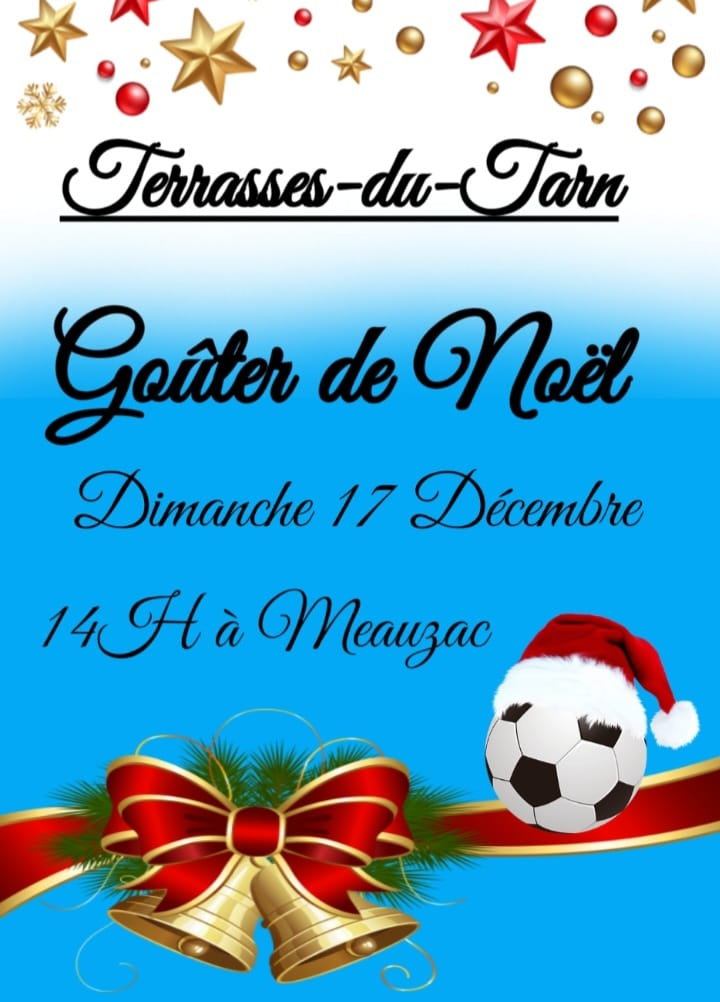 Terrasses-du-Tarn
Goûter de Noël
Dimanche 17 Décembre
14H à Meauzac